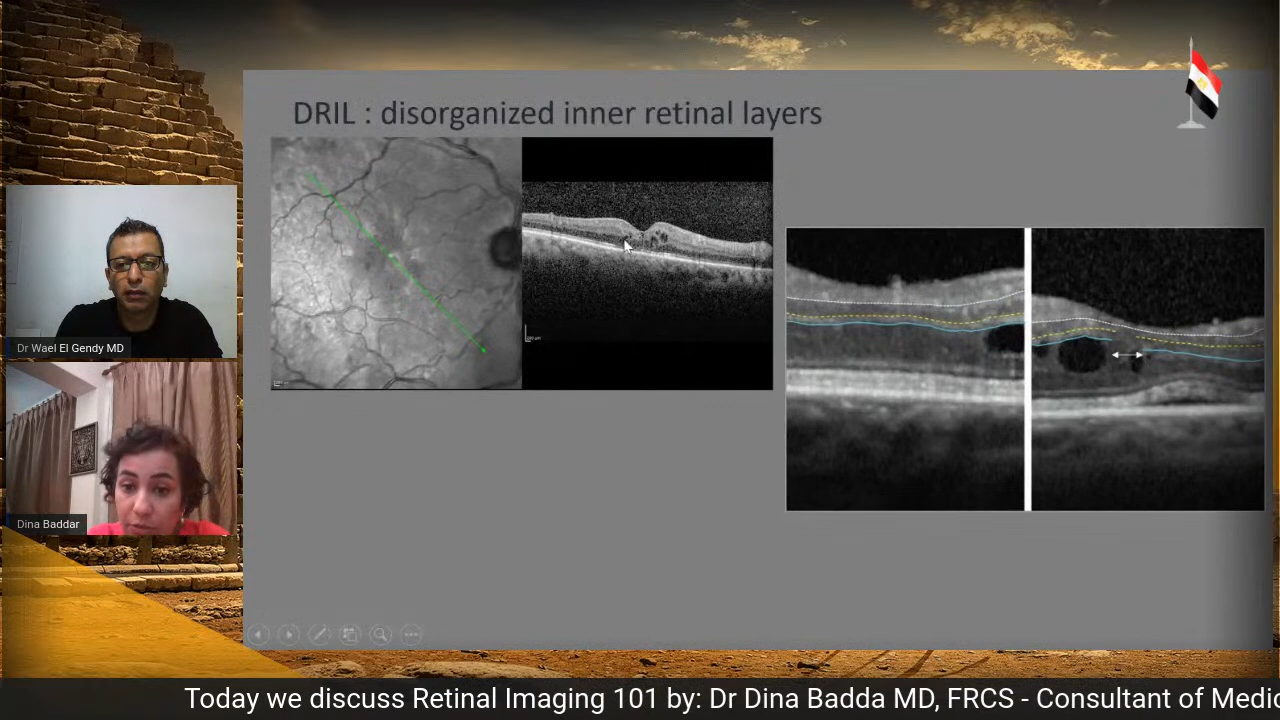 DRIL : disorganized inner retinal layers
Dr Wael El Gendy MD
Dina Baddar
Today we discuss Retinal Imaging 101 by: Dr Dina Badda MD, FRCS - Consultant of Medic